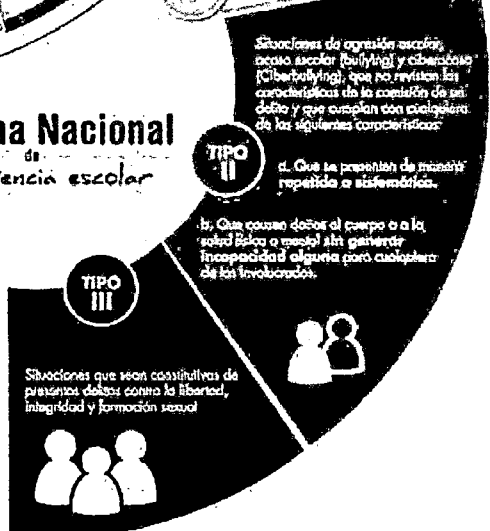 Situaciones de agresión escolar,
acoso escolar (bullying) y ciberacoso
(Ciberbullying), que no revistan las
características de la comisión de un
delito y que cumplan con cualquiera
de las siguientes características:
na Nacional
de
encia escolar
TIPO
II
a. Que se presenten de manera
repetida o sistemática.
b. Que causen daños al cuerpo o a la
salud física o mental sin generar
incapacidad alguna para cualquiera
de los involucrados.
TIPO
III
Situaciones que sean constitutivas de
presuntos delitos contra la libertad,
integridad y formación sexual